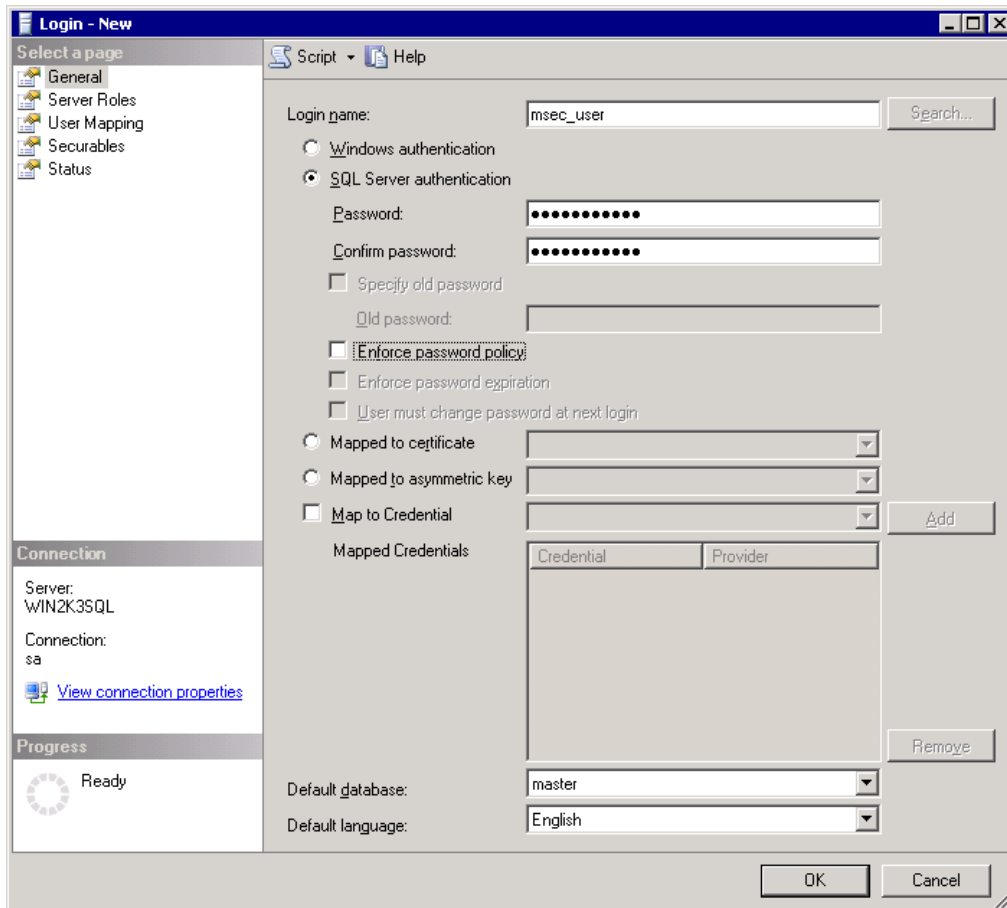 Login - New
Select a page
General
Server Roles
User Mapping
Securables
Status
Script
Help
Login name:
msec_user
Search...
Windows authentication
SQL Server authentication
Password:
●●●●●●●●●●●
Confirm password:
●●●●●●●●●●●
Specify old password
Old password:
Enforce password policy
Enforce password expiration
User must change password at next login
Mapped to certificate
Mapped to asymmetric key
Map to Credential
Add
Mapped Credentials
Credential
Provider
Remove
Default database:
master
Default language:
English
Connection
Server:
WIN2K3SQL
Connection:
sa
View connection properties
Progress
Ready
OK
Cancel